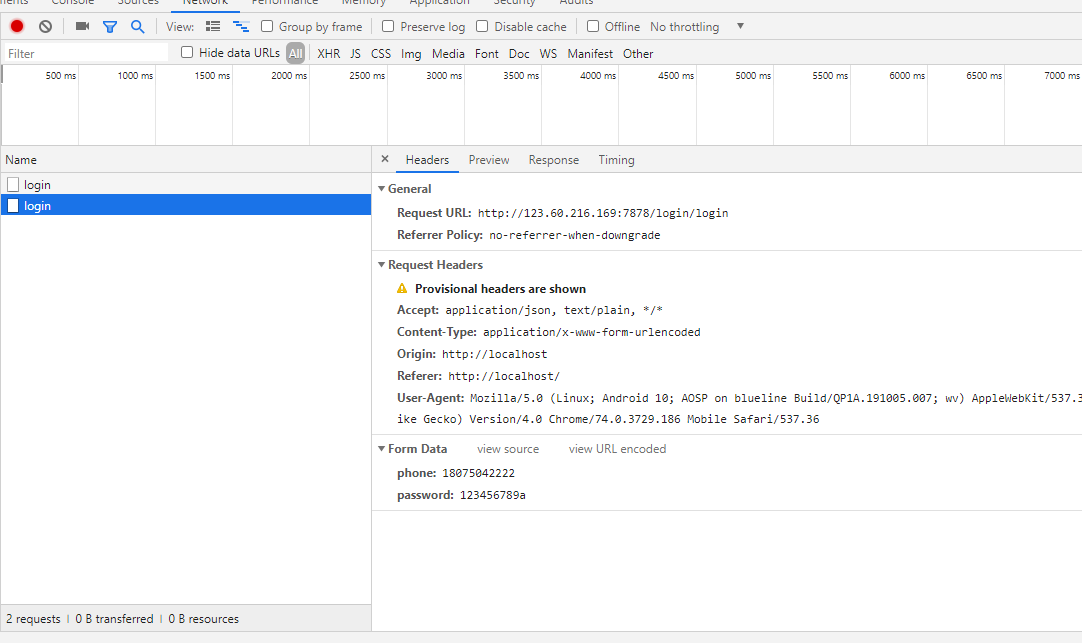 ments Console Sources Network Performance Memory Application Security Audits
View: Group by frame Preserve log Disable cache Offline No throttling ▼
Filter Hide data URLs All XHR JS CSS Img Media Font Doc WS Manifest Other
500 ms 1000 ms 1500 ms 2000 ms 2500 ms 3000 ms 3500 ms 4000 ms 4500 ms 5000 ms 5500 ms 6000 ms 6500 ms 7000 ms
Name
login
login
2 requests | 0 B transferred | 0 B resources
× Headers Preview Response Timing
▼ General
Request URL: http://123.60.216.169:7878/login/login
Referrer Policy: no-referrer-when-downgrade
▼ Request Headers
Provisional headers are shown
Accept: application/json, text/plain, */*
Content-Type: application/x-www-form-urlencoded
Origin: http://localhost
Referer: http://localhost/
User-Agent: Mozilla/5.0 (Linux; Android 10; AOSP on blueline Build/QP1A.191005.007; wv) AppleWebKit/537.3
ike Gecko) Version/4.0 Chrome/74.0.3729.186 Mobile Safari/537.36
▼ Form Data view source view URL encoded
phone: 18075042222
password: 123456789a